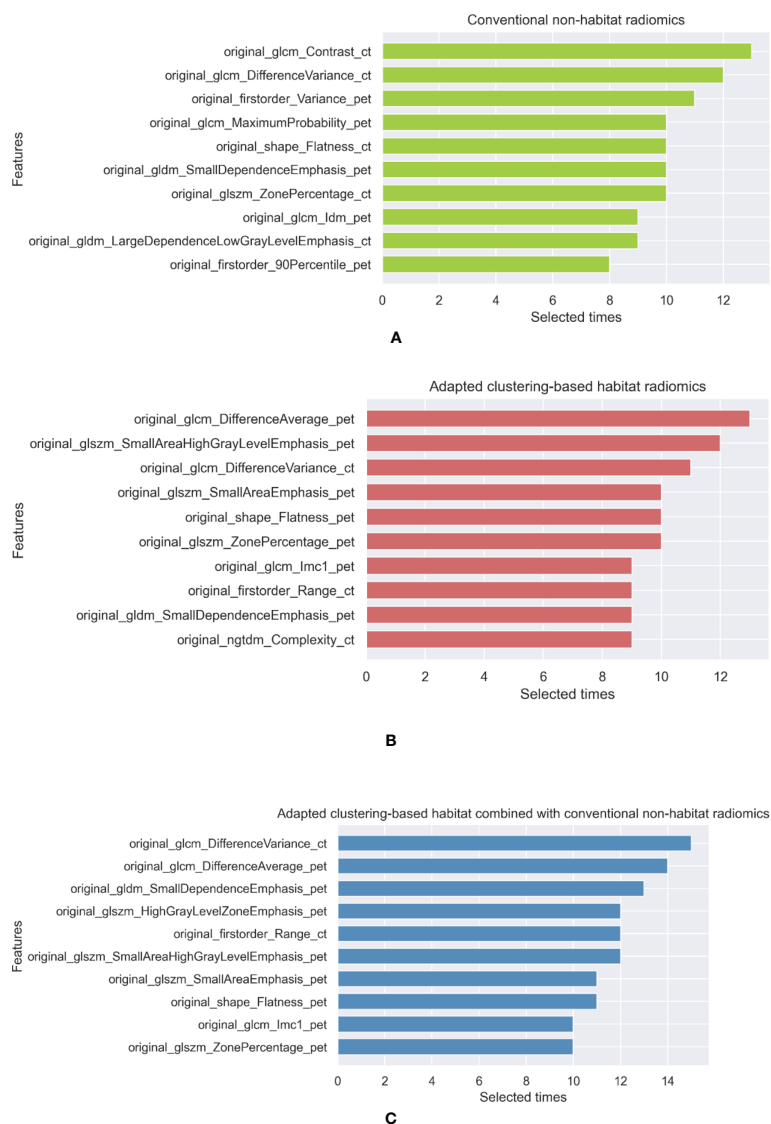 Conventional non-habitat radiomics
Features
original_glcm_Contrast_ct
original_glcm_DifferenceVariance_ct
original_firstorder_Variance_pet
original_glcm_MaximumProbability_pet
original_shape_Flatness_ct
original_gldm_SmallDependenceEmphasis_pet
original_glszm_ZonePercentage_ct
original_glcm_Idm_pet
original_gldm_LargeDependenceLowGrayLevelEmphasis_ct
original_firstorder_90Percentile_pet
0 2 4 6 8 10 12
Selected times
A
Adapted clustering-based habitat radiomics
Features
original_glcm_DifferenceAverage_pet
original_glszm_SmallAreaHighGrayLevelEmphasis_pet
original_glcm_DifferenceVariance_ct
original_glszm_SmallAreaEmphasis_pet
original_shape_Flatness_pet
original_glszm_ZonePercentage_pet
original_glcm_Imc1_pet
original_firstorder_Range_ct
original_gldm_SmallDependenceEmphasis_pet
original_ngtdm_Complexity_ct
0 2 4 6 8 10 12
Selected times
B
Adapted clustering-based habitat combined with conventional non-habitat radiomics
Features
original_glcm_DifferenceVariance_ct
original_glcm_DifferenceAverage_pet
original_gldm_SmallDependenceEmphasis_pet
original_glszm_HighGrayLevelZoneEmphasis_pet
original_firstorder_Range_ct
original_glszm_SmallAreaHighGrayLevelEmphasis_pet
original_glszm_SmallAreaEmphasis_pet
original_shape_Flatness_pet
original_glcm_Imc1_pet
original_glszm_ZonePercentage_pet
0 2 4 6 8 10 12 14
Selected times
C